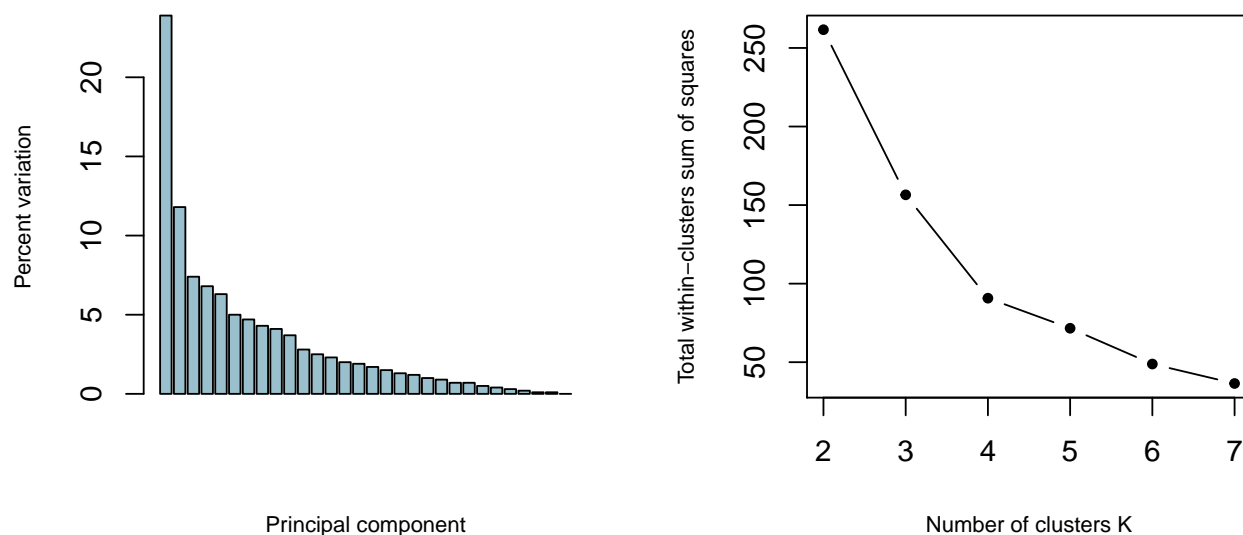 Percent variation
20
15
10
5
0
Principal component
Total within−clusters sum of squares
250
200
150
100
50
2 3 4 5 6 7
Number of clusters K